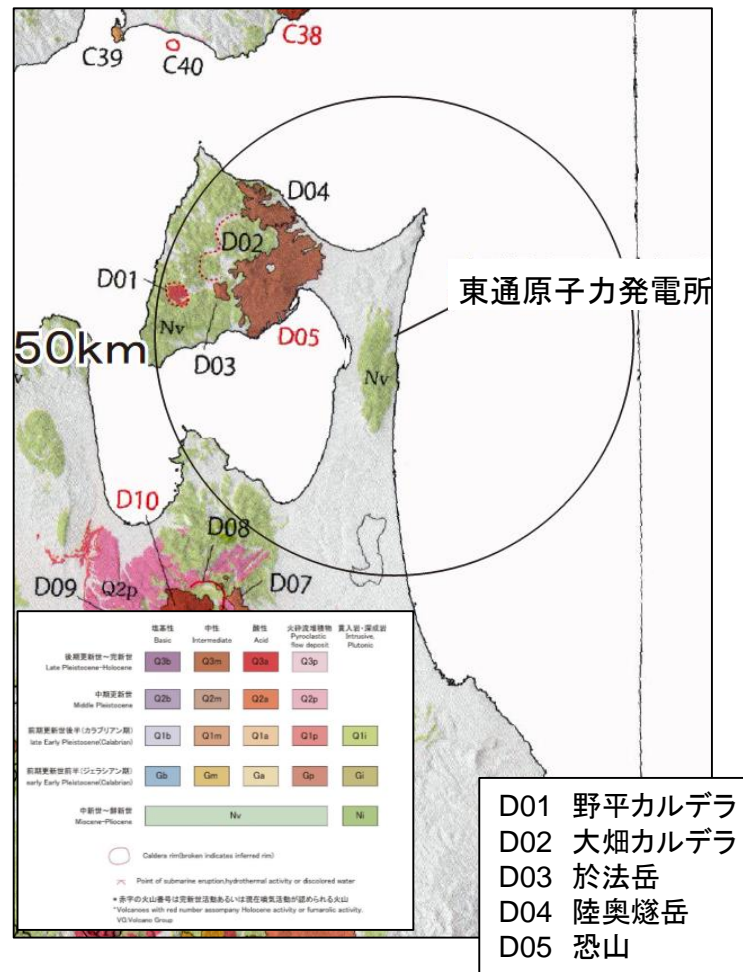 C39
C40
C38
D04
D02
D01
東通原子力発電所
Nv
D05
50km
D03
Nv
v
D10
D08
D09
Q2p
D07
塩基性 中性 酸性 火砕流堆積物 貫入岩・深成岩
Basic Intermediate Acid Pyroclastic flow deposit Intrusive, Plutonic
後期更新世～完新世
Late Pleistocene-Holocene
Q3b Q3m Q3a Q3p
中期更新世
Middle Pleistocene
Q2b Q2m Q2a Q2p
前期更新世後半(カラブリアン期)
late Early Pleistocene(Calabrian)
Q1b Q1m Q1a Q1p Q1i
前期更新世前半(ジェラシアン期)
early Early Pleistocene(Calabrian)
Gb Gm Ga Gp Gi
中新世～鮮新世
Miocene-Pliocene
Nv Ni
Caldera rim(broken indicates inferred rim)
Point of submarine eruption,hydrothermal activity or discolored water
* 赤字の火山番号は完新世活動あるいは現在噴気活動が認められる火山
"Volcanoes with red number assompany Holocene activity or fumarolic activity.
VG:Volcano Group
D01 野平カルデラ
D02 大畑カルデラ
D03 於法岳
D04 陸奥燧岳
D05 恐山